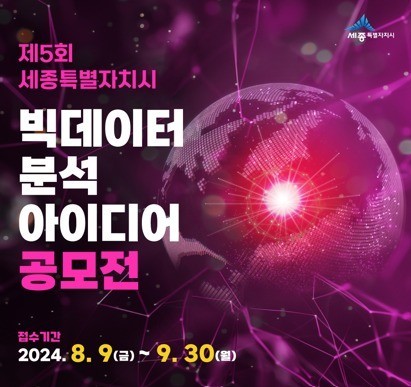 세종특별자치시
제5회
세종특별자치시
빅데이터
분석
아이디어
공모전
접수기간
2024. 8. 9(금) ~ 9. 30(월)